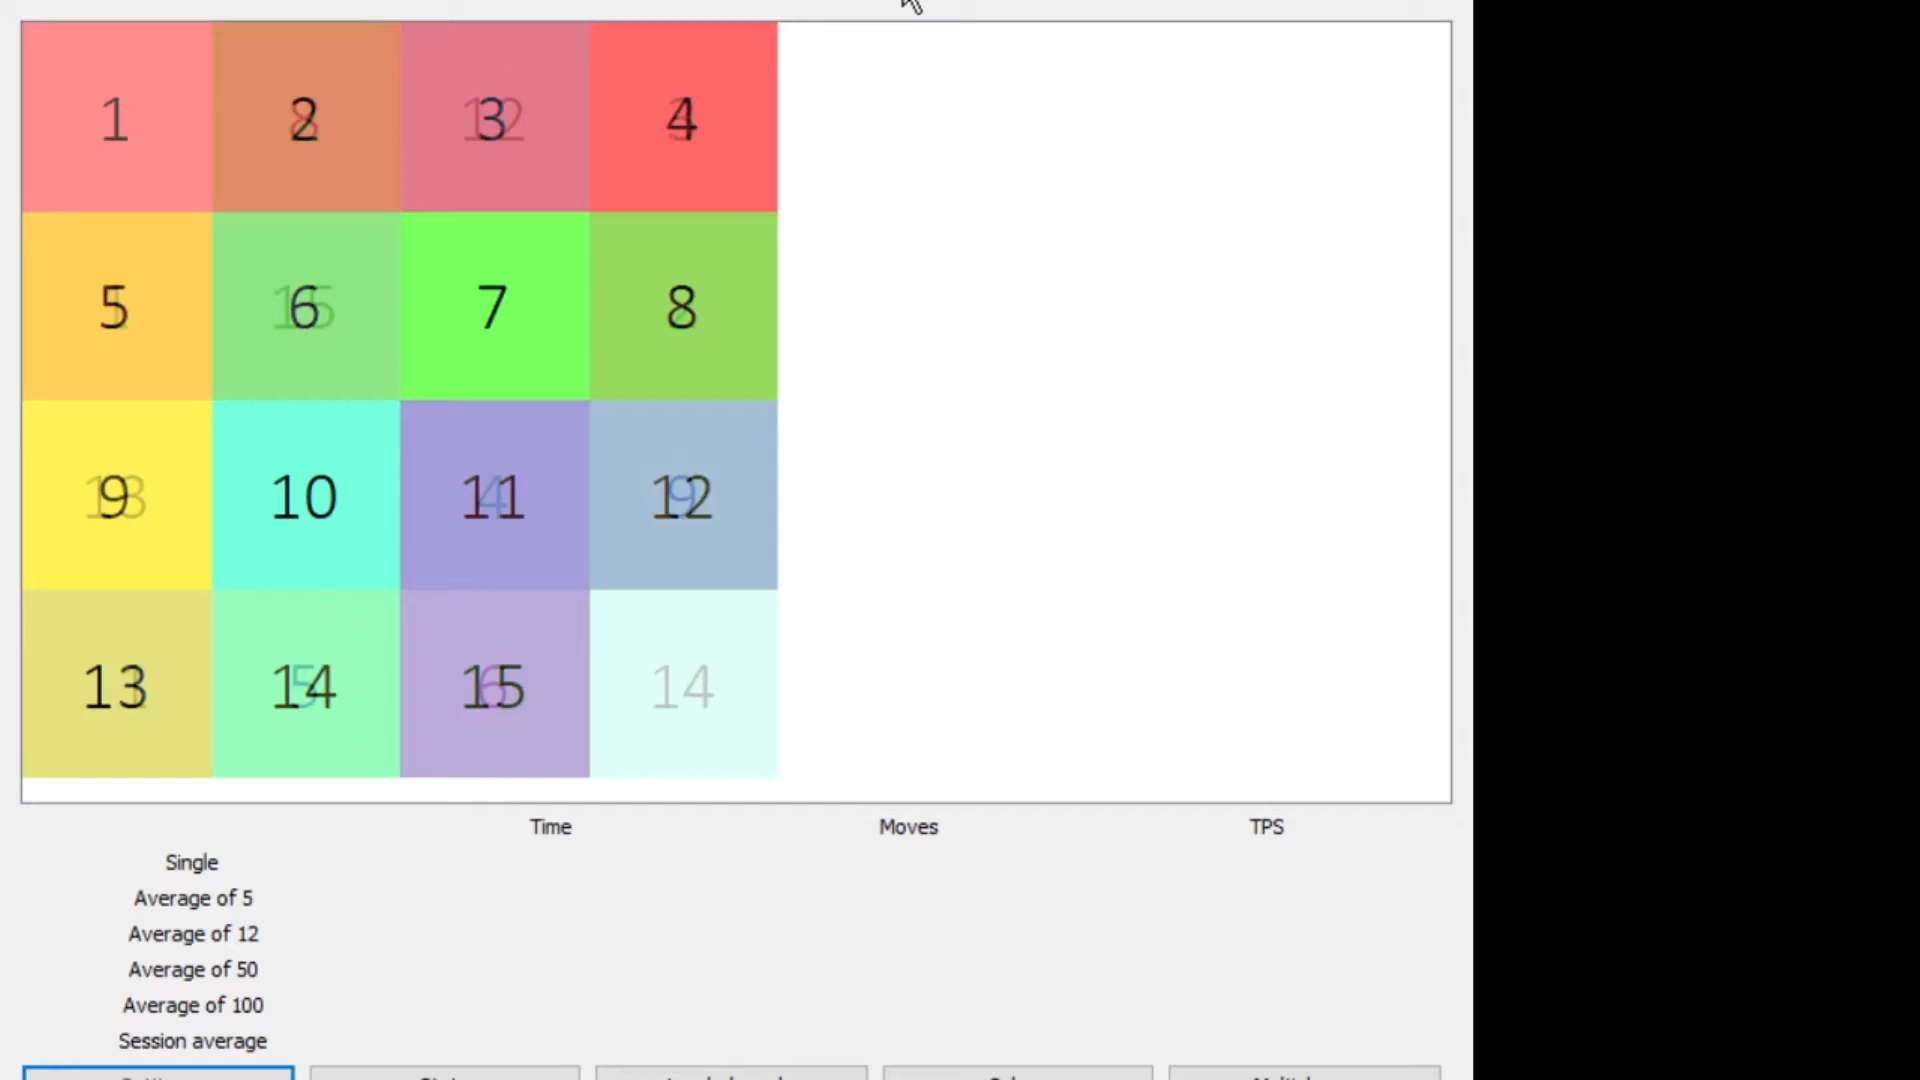 1 2 3 4
5 6 7 8
9 10 11 12
13 14 15 14
Time Moves TPS
Single
Average of 5
Average of 12
Average of 50
Average of 100
Session average